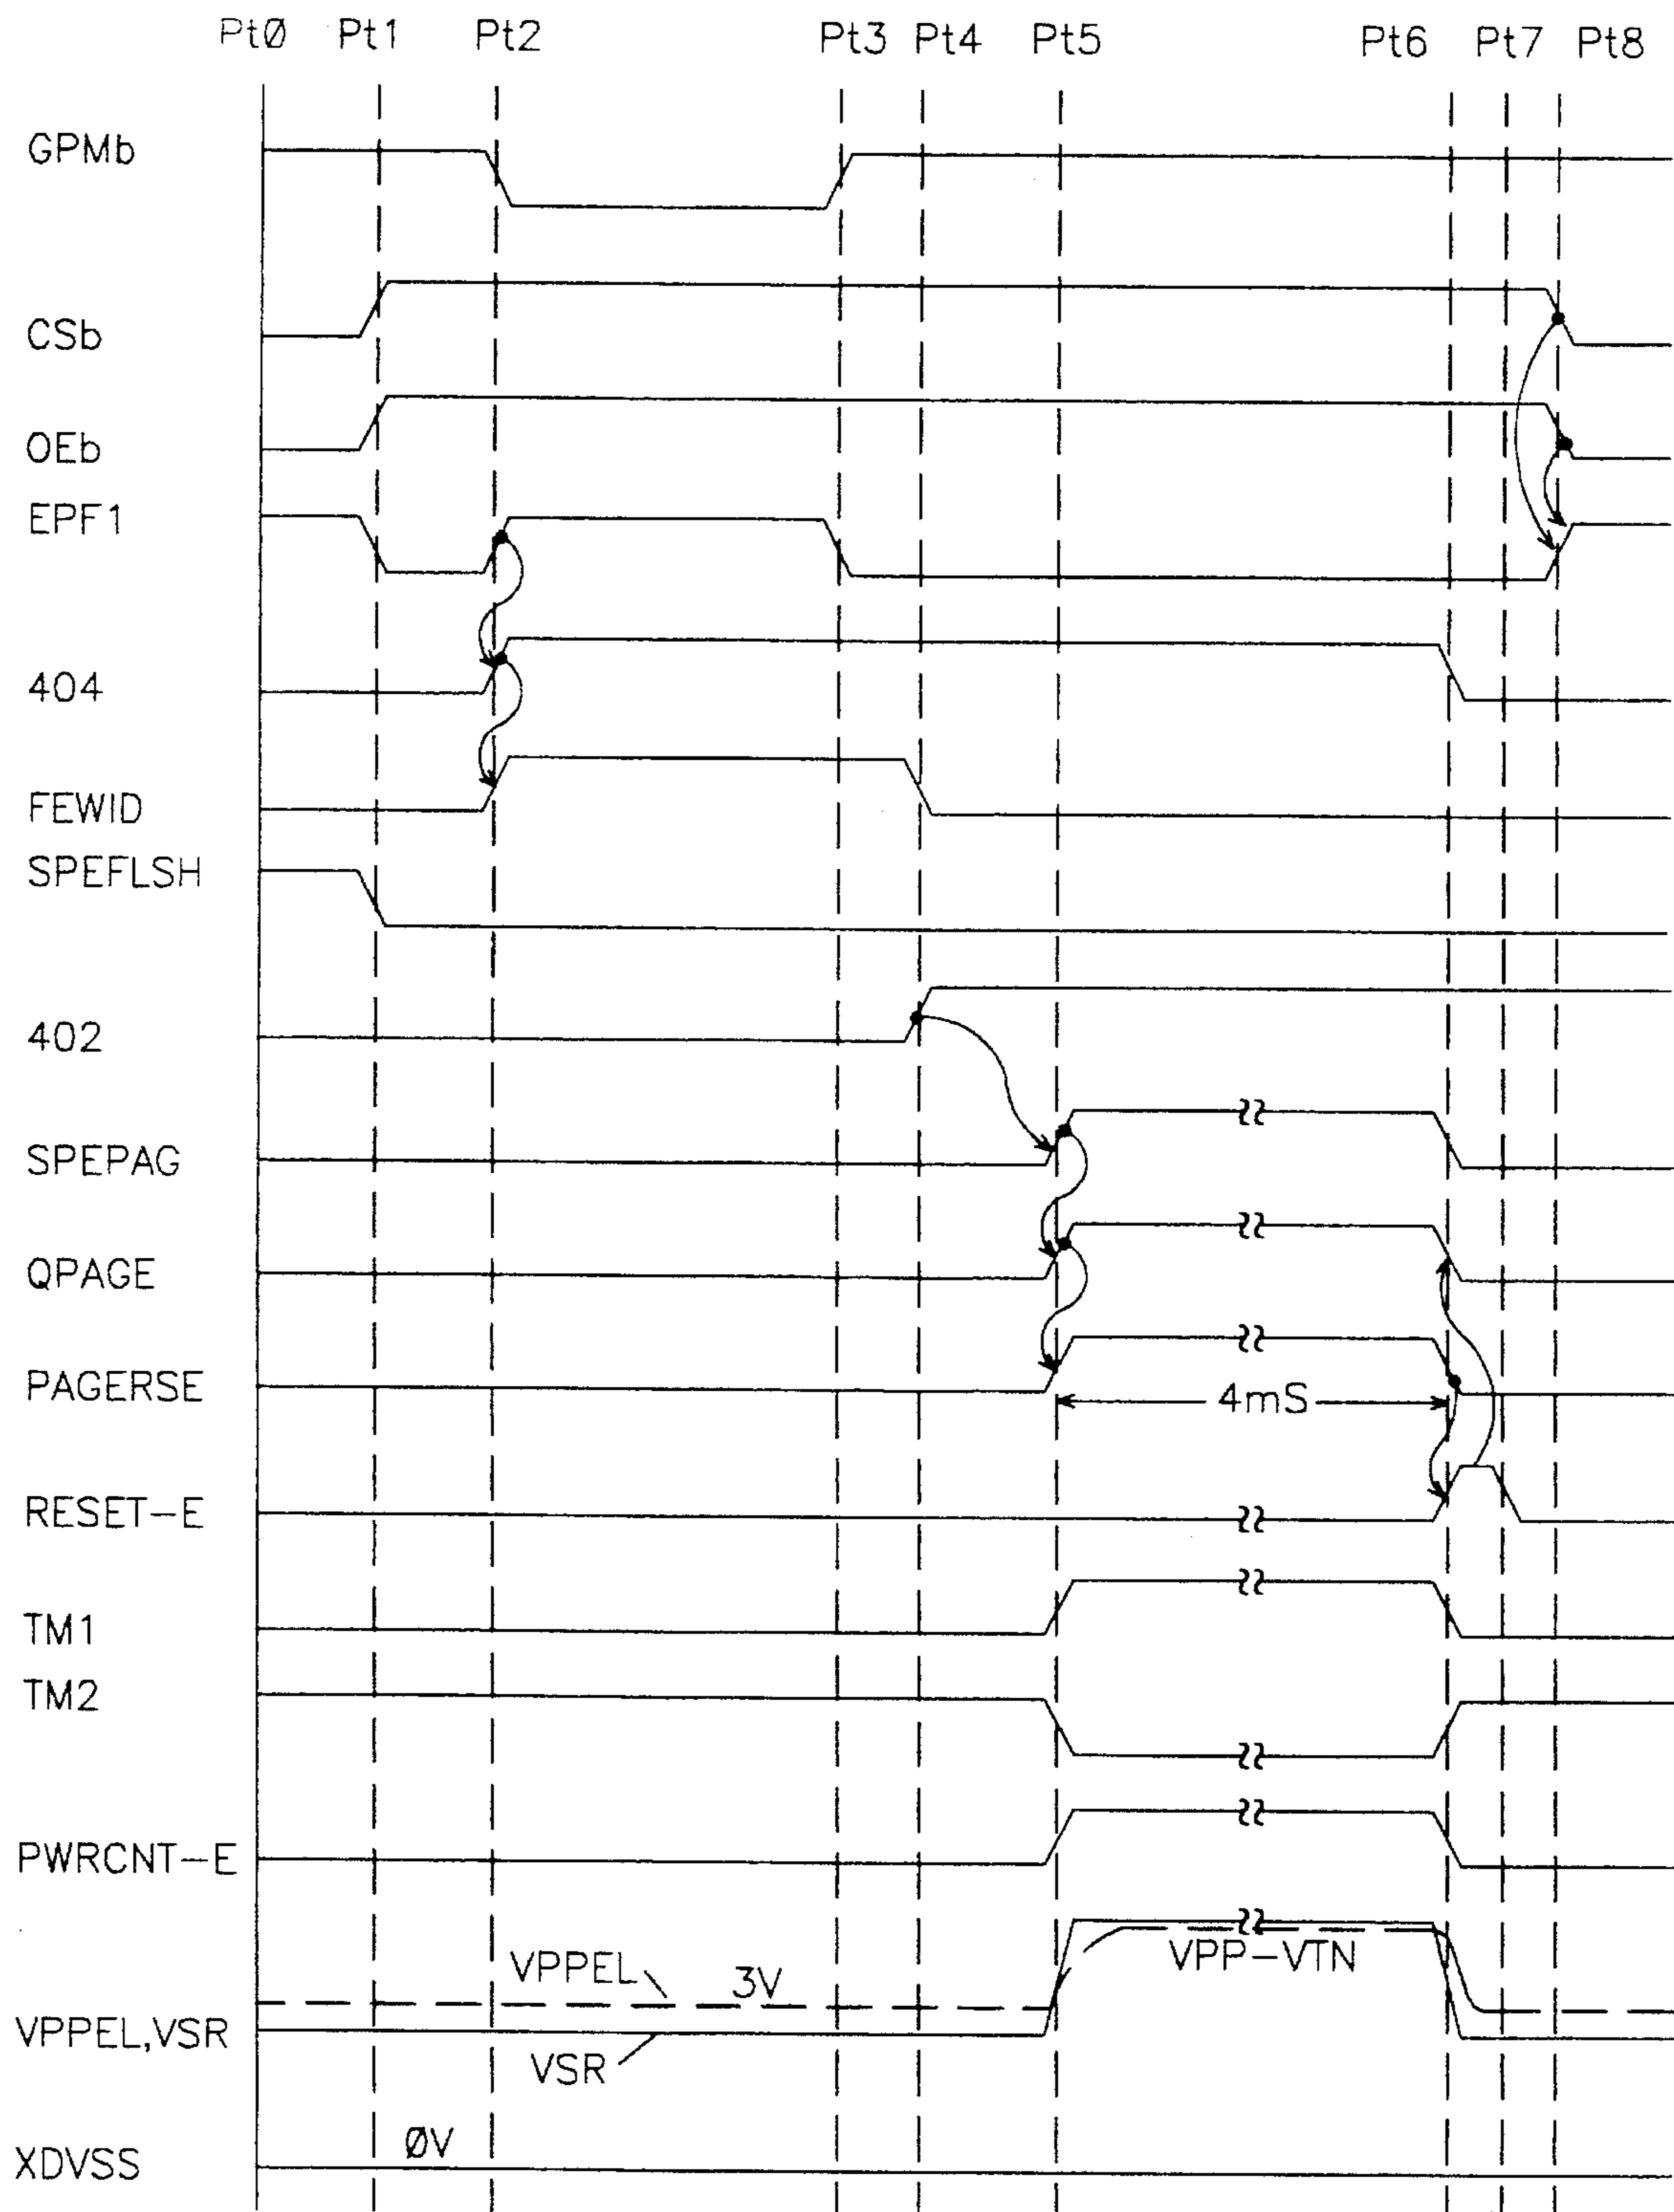 PtØ Pt1 Pt2 Pt3 Pt4 Pt5 Pt6 Pt7 Pt8
GPMb
CSb
OEb
EPF1
404
FEWID
SPEFLSH
402
SPEPAG
QPAGE
PAGERSE
4mS
RESET-E
TM1
TM2
PWRCNT-E
VPPEL 3V VPP-VTN
VPPEL,VSR
VSR
ØV
XDVSS